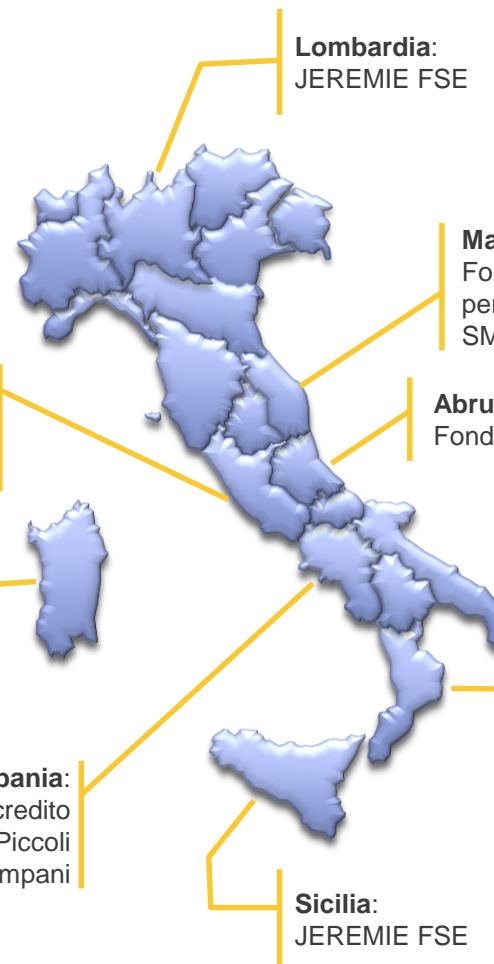 Lombardia:
JEREMIE FSE
Ma
Fo
per
SM
Abru
Fond
pania:
credito
Piccoli
mpani
Sicilia:
JEREMIE FSE